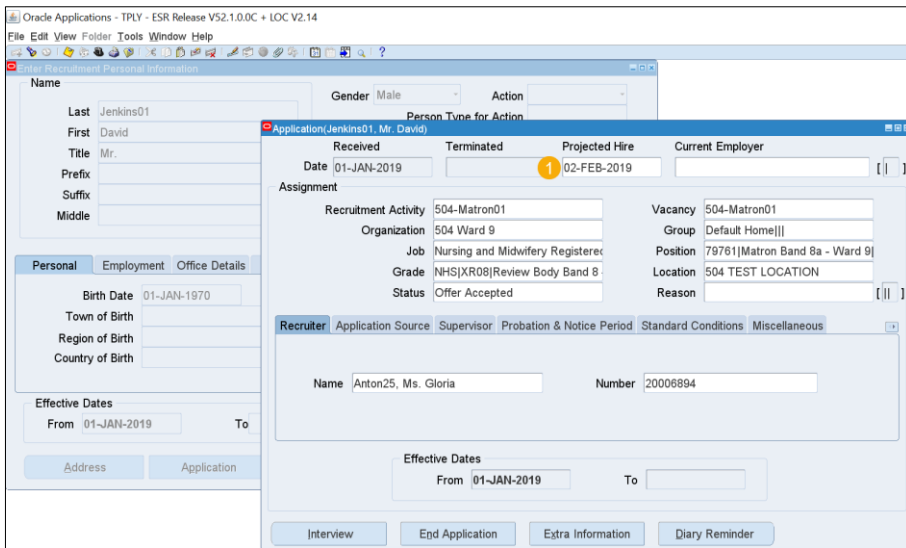 Oracle Applications - TPLY - ESR Release V52.1.0.0C + LOC V2.14
File Edit View Folder Tools Window Help
Enter Recruitment Personal Information
Name
Gender Male Action
Person Type for Action
Last Jenkins01
First David
Title Mr.
Prefix
Suffix
Middle
Personal Employment Office Details
Birth Date 01-JAN-1970
Town of Birth
Region of Birth
Country of Birth
Effective Dates
From 01-JAN-2019 To
Address Application
Application(Jenkins01, Mr. David)
Received Terminated Projected Hire Current Employer
Date 01-JAN-2019 1 02-FEB-2019 [ | ]
Assignment
Recruitment Activity 504-Matron01 Vacancy 504-Matron01
Organization 504 Ward 9 Group Default Home|||
Job Nursing and Midwifery Registered Position 79761|Matron Band 8a - Ward 9|
Grade NHS|XR08|Review Body Band 8 - Location 504 TEST LOCATION
Status Offer Accepted Reason [ || ]
Recruiter Application Source Supervisor Probation & Notice Period Standard Conditions Miscellaneous
Name Anton25, Ms. Gloria Number 20006894
Effective Dates
From 01-JAN-2019 To
Interview End Application Extra Information Diary Reminder